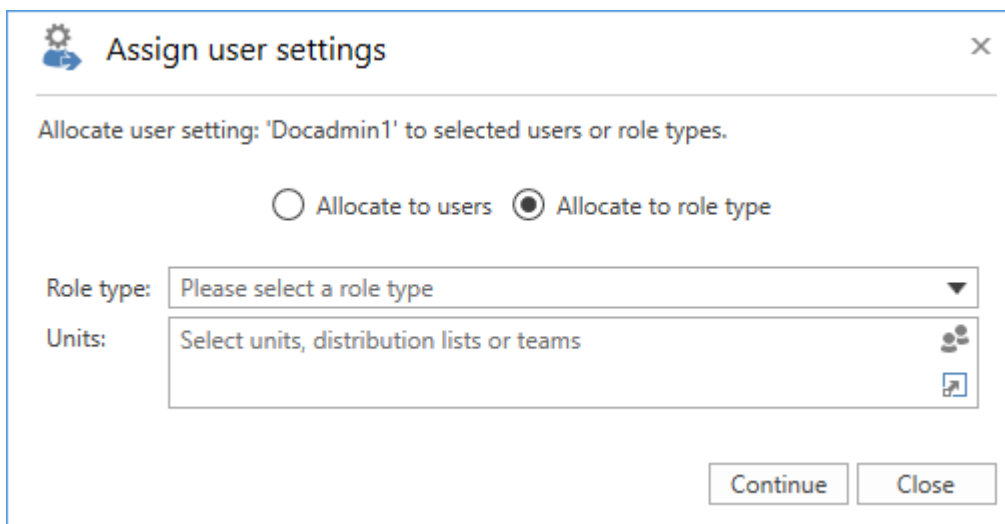 Assign user settings
Allocate user setting: 'Docadmin1' to selected users or role types.
Allocate to users Allocate to role type
Role type: Please select a role type
Units: Select units, distribution lists or teams
Continue Close